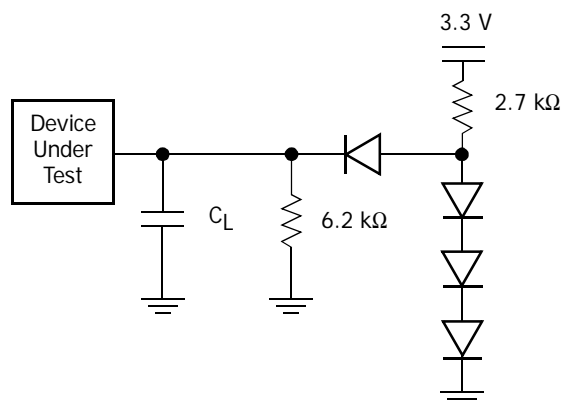 3.3 V
2.7 kΩ
Device
Under
Test
C_L
6.2 kΩ